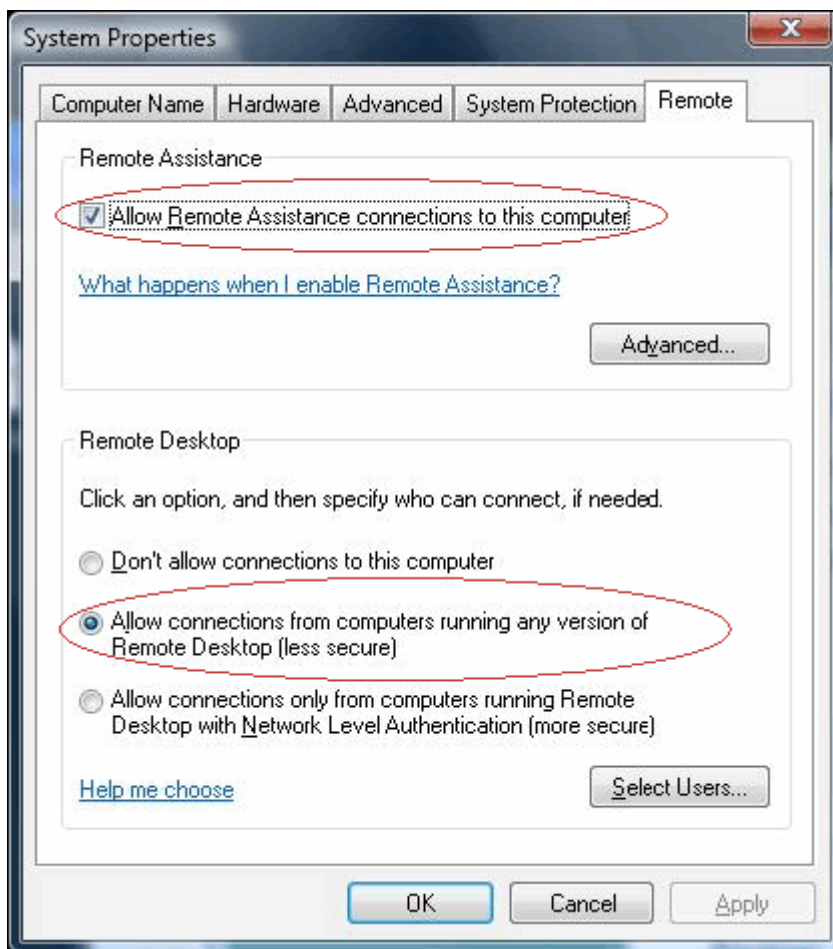 System Properties
Computer Name Hardware Advanced System Protection Remote
Remote Assistance
Allow Remote Assistance connections to this computer
What happens when I enable Remote Assistance?
Advanced...
Remote Desktop
Click an option, and then specify who can connect, if needed.
Don't allow connections to this computer
Allow connections from computers running any version of
Remote Desktop (less secure)
Allow connections only from computers running Remote
Desktop with Network Level Authentication (more secure)
Help me choose
Select Users...
OK Cancel Apply